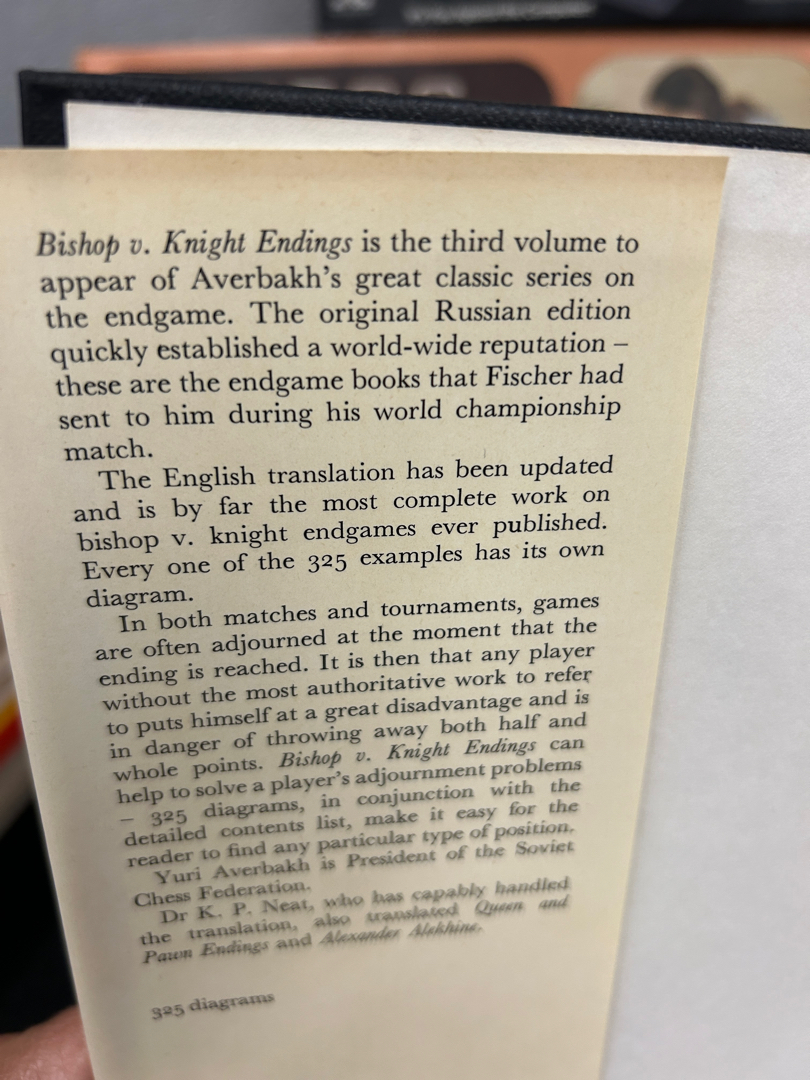 Bishop v. Knight Endings is the third volume to
appear of Averbakh's great classic series on
the endgame. The original Russian edition
quickly established a world-wide reputation –
these are the endgame books that Fischer had
sent to him during his world championship
match.
The English translation has been updated
and is by far the most complete work on
bishop v. knight endgames ever published.
Every one of the 325 examples has its own
diagram.
In both matches and tournaments, games
are often adjourned at the moment that the
ending is reached. It is then that any player
without the most authoritative work to refer
to puts himself at a great disadvantage and is
in danger of throwing away both half and
whole points. Bishop v. Knight Endings can
help to solve a player's adjournment problems
– 325 diagrams, in conjunction with the
detailed contents list, make it easy for the
reader to find any particular type of position.
Yuri Averbakh is President of the Soviet
Chess Federation.
Dr K. P. Neat, who has capably handled
the translation, also translated Queen and
Pawn Endings and Alexander Alekhine.
325 diagrams